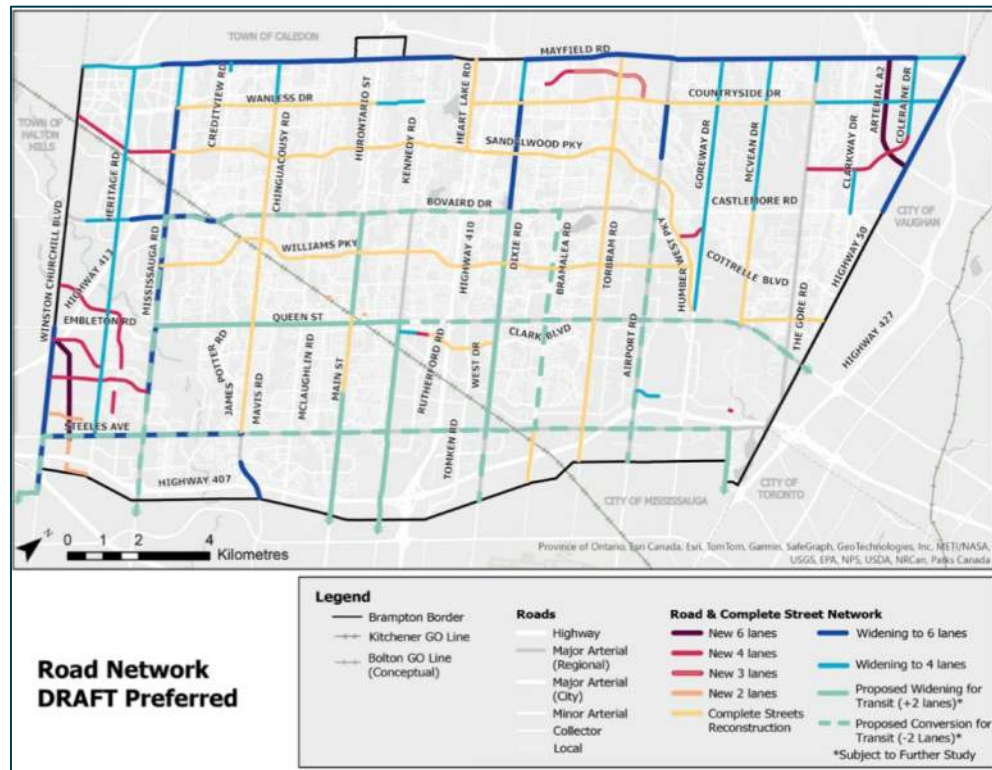 TOWN OF CALEDON
MAYFIELD RD
CREDITVIEW RD
HURONTARIO ST
HEART LAKE RD
WANLESS DR
COUNTRYSIDE DR
ARTERIAL A2
COLERAINE DR
TOWN OF
HALTON
HILLS
CHINGUACOUSY RD
KENNEDY RD
SANDALWOOD PKY
GOREWAY DR
MCVEAN DR
CLARKWAY DR
HERITAGE RD
BOVAIRD DR
CASTLEMORE RD
CITY OF
VAUGHAN
WINSTON CHURCHILL BLVD
HIGHWAY 413
MISSISSAUGA RD
WILLIAMS PKY
HIGHWAY 410
DIXIE RD
BRAMALEA RD
TORBRAM RD
HUMBER WEST PKY
COTTRELLE BLVD
HIGHWAY 50
EMBLETON RD
QUEEN ST
CLARK BLVD
THE GORE RD
HIGHWAY 427
JAMES
POTTER RD
MAVIS RD
MCLAUGHLIN RD
MAIN ST
RUTHERFORD RD
WEST DR
AIRPORT RD
STEELES AVE
TOMKEN RD
HIGHWAY 407
CITY OF MISSISSAUGA
CITY OF
TORONTO
N
0 1 2 4
Kilometres
Province of Ontario, Esri Canada, Esri, TomTom, Garmin, SafeGraph, GeoTechnologies, Inc, METI/NASA,
USGS, EPA, NPS, USDA, NRCan, Parks Canada
Road Network
DRAFT Preferred
Legend
Brampton Border
Kitchener GO Line
Bolton GO Line
(Conceptual)
Roads
Highway
Major Arterial
(Regional)
Major Arterial
(City)
Minor Arterial
Collector
Local
Road & Complete Street Network
New 6 lanes
New 4 lanes
New 3 lanes
New 2 lanes
Complete Streets
Reconstruction
Widening to 6 lanes
Widening to 4 lanes
Proposed Widening for
Transit (+2 lanes)*
Proposed Conversion for
Transit (-2 Lanes)*
*Subject to Further Study